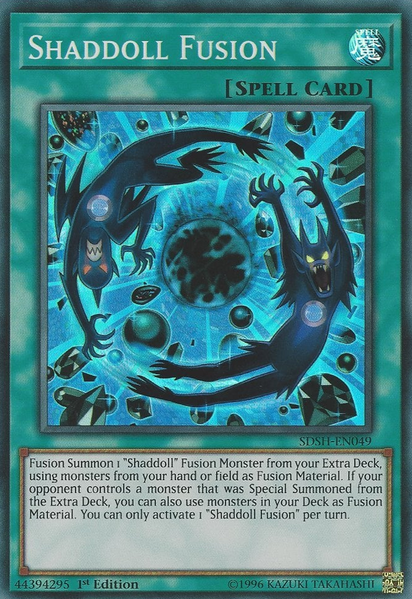 Shaddoll Fusion
SPELL
魔
[Spell Card]
SDSH-EN049
Fusion Summon 1 "Shaddoll" Fusion Monster from your Extra Deck,
using monsters from your hand or field as Fusion Material. If your
opponent controls a monster that was Special Summoned from
the Extra Deck, you can also use monsters in your Deck as Fusion
Material. You can only activate 1 "Shaddoll Fusion" per turn.
44394295 1st Edition ©1996 KAZUKI TAKAHASHI